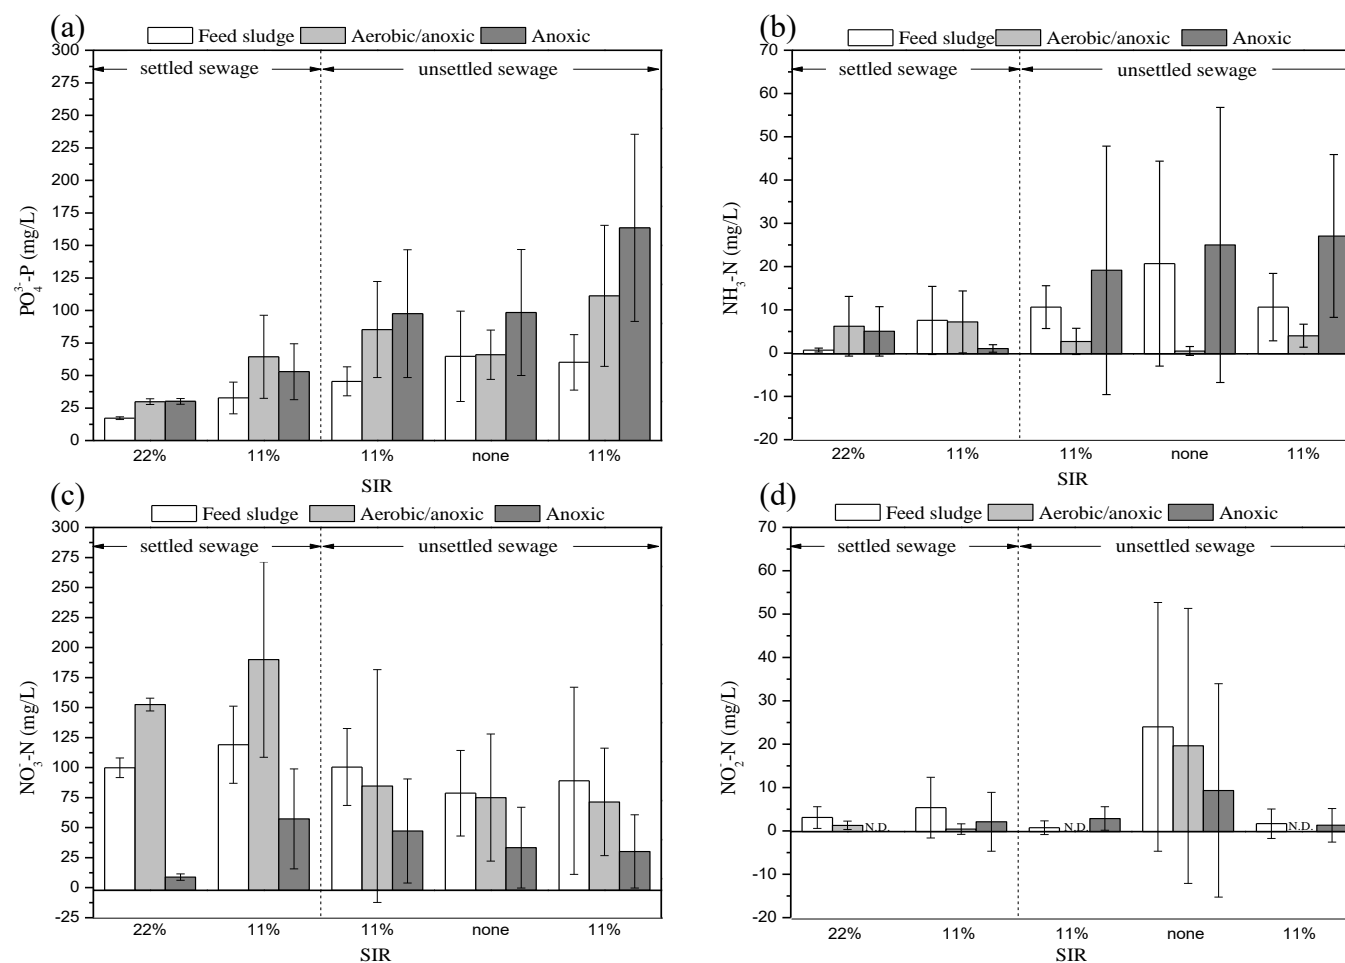 (a)
Feed sludge Aerobic/anoxic Anoxic
settled sewage unsettled sewage
300
275
250
225
200
175
150
125
100
75
50
25
0
PO₄³⁻-P (mg/L)
22% 11% 11% none 11%
SIR
(b)
Feed sludge Aerobic/anoxic Anoxic
settled sewage unsettled sewage
70
60
50
40
30
20
10
0
-10
-20
NH₃-N (mg/L)
22% 11% 11% none 11%
SIR
(c)
Feed sludge Aerobic/anoxic Anoxic
settled sewage unsettled sewage
300
275
250
225
200
175
150
125
100
75
50
25
0
-25
NO₃⁻-N (mg/L)
22% 11% 11% none 11%
SIR
(d)
Feed sludge Aerobic/anoxic Anoxic
settled sewage unsettled sewage
70
60
50
40
30
20
10
0
-10
-20
NO₂⁻-N (mg/L)
N.D. N.D. N.D.
22% 11% 11% none 11%
SIR